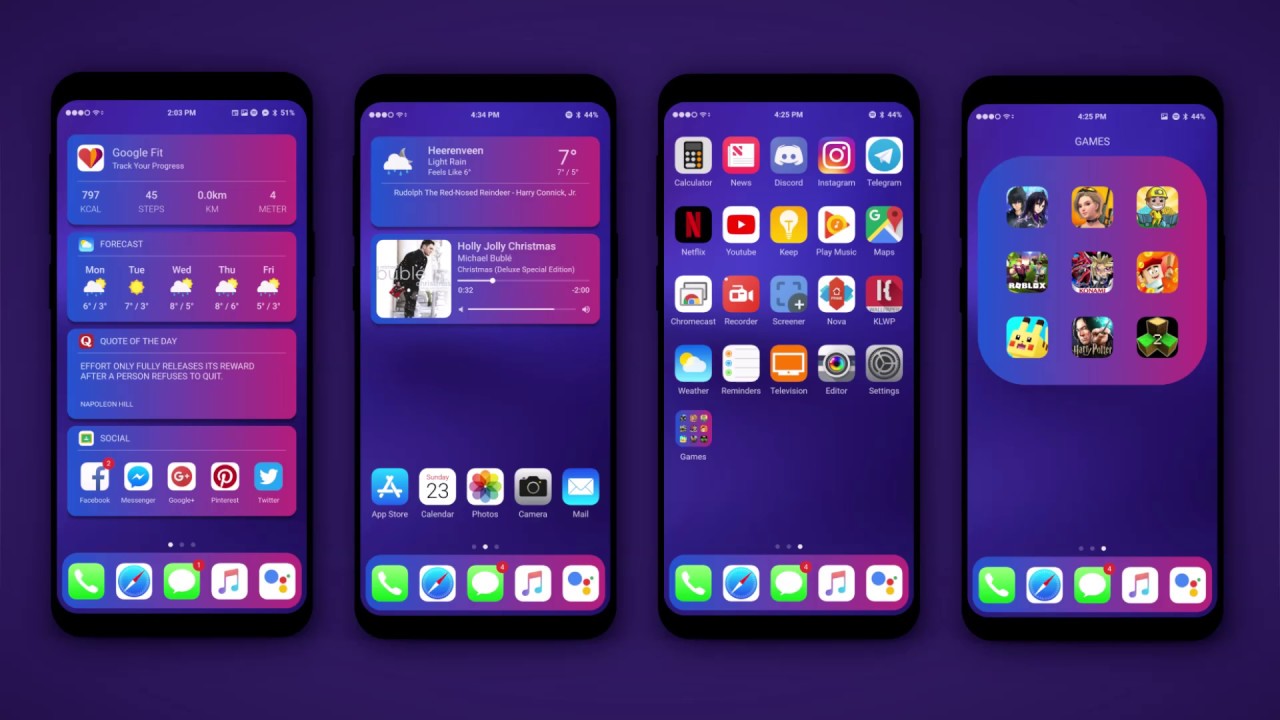 2:03 PM
51%
Google Fit
Track Your Progress
797 45 0.0km 4
KCAL STEPS KM METER
FORECAST
Mon Tue Wed Thu Fri
6° / 3° 7° / 3° 8° / 5° 8° / 6° 5° / 3°
QUOTE OF THE DAY
EFFORT ONLY FULLY RELEASES ITS REWARD
AFTER A PERSON REFUSES TO QUIT.
NAPOLEON HILL
SOCIAL
2
Facebook Messenger Google+ Pinterest Twitter
1
4:34 PM
44%
Heerenveen
Light Rain
Feels Like 6°
7°
7° / 5°
Rudolph The Red-Nosed Reindeer - Harry Connick, Jr.
bublé
Holly Jolly Christmas
Michael Bublé
Christmas (Deluxe Special Edition)
0:32 -2:00
Sunday
23
App Store Calendar Photos Camera Mail
4
4:25 PM
44%
Calculator News Discord Instagram Telegram
Netflix Youtube Keep Play Music Maps
Chromecast Recorder Screener Nova KLWP
Weather Reminders Television Editor Settings
Games
4
4:25 PM
44%
GAMES
ROBLOX
KONAMI
Harry Potter
2
4